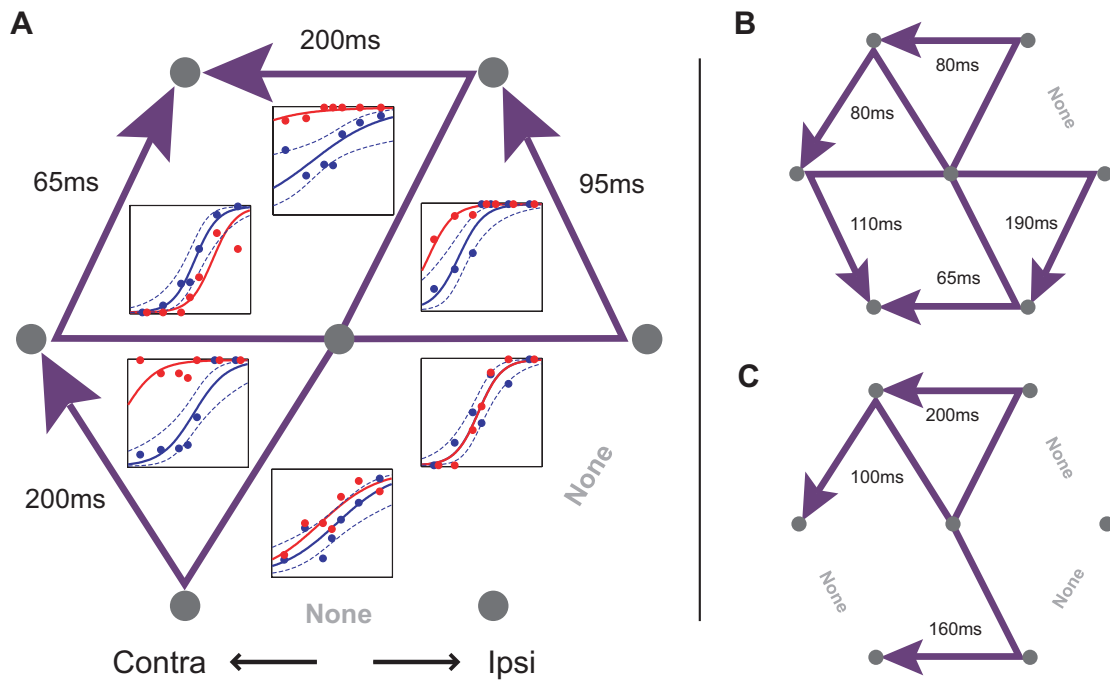 A
200ms
65ms
95ms
200ms
None
None
Contra
Ipsi
B
80ms
None
80ms
110ms
190ms
65ms
C
200ms
None
100ms
None
None
160ms